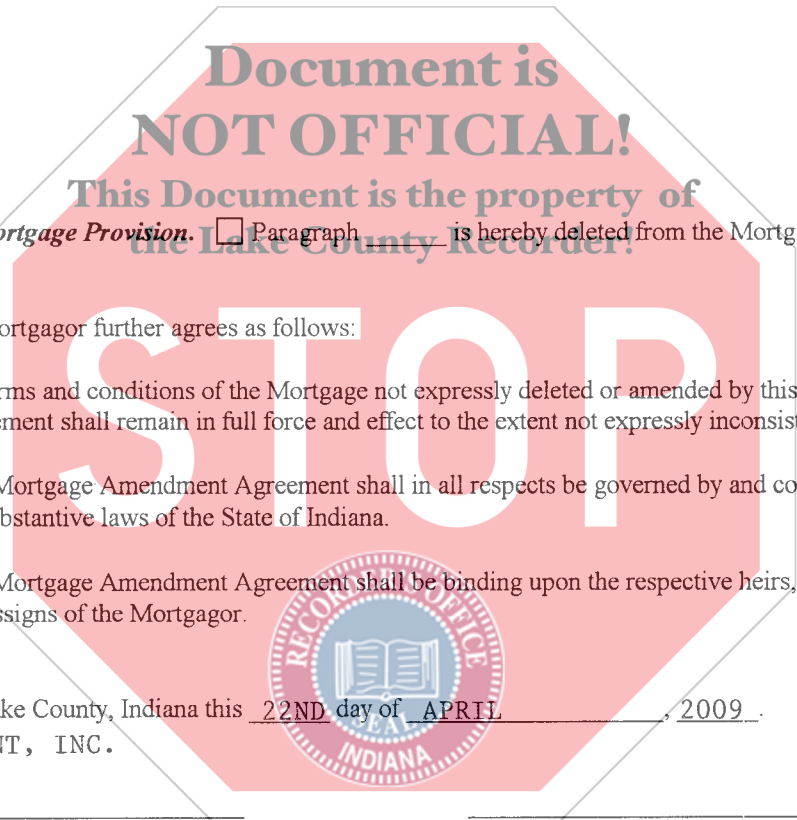 Document is
NOT OFFICIAL!
This Document is the property of
the Lake County Recorder!
ortgage Provision. Paragraph ______ is hereby deleted from the Mortg
ortgagor further agrees as follows:
STOP
rms and conditions of the Mortgage not expressly deleted or amended by this
ement shall remain in full force and effect to the extent not expressly inconsist
Mortgage Amendment Agreement shall in all respects be governed by and co
bstantive laws of the State of Indiana.
Mortgage Amendment Agreement shall be binding upon the respective heirs,
ssigns of the Mortgagor.
RECORDER'S OFFICE
SEAL
INDIANA
ke County, Indiana this 22ND day of APRIL, 2009.
NT, INC.